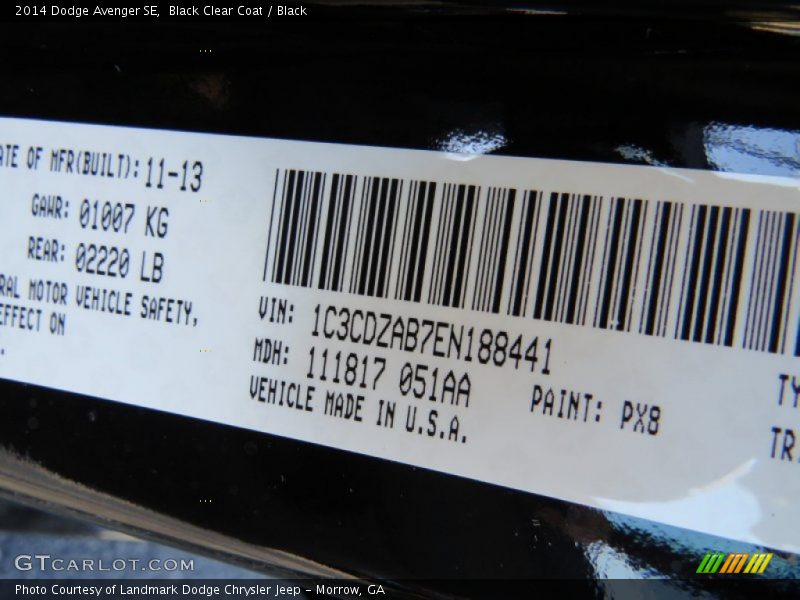 2014 Dodge Avenger SE,  Black Clear Coat / Black
ATE OF MFR(BUILT): 11-13
GAWR: 01007 KG
REAR: 02220 LB
RAL MOTOR VEHICLE SAFETY,
EFFECT ON
VIN: 1C3CDZAB7EN188441
MDH: 111817 051AA
PAINT: PX8
VEHICLE MADE IN U.S.A.
TY
TR
GTCARLOT.COM
Photo Courtesy of Landmark Dodge Chrysler Jeep – Morrow, GA